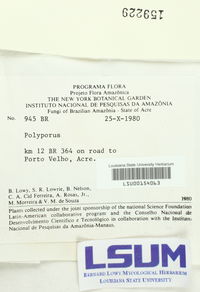 159229
PROGRAMA FLORA
Projeto Flora Amazônica
THE NEW YORK BOTANICAL GARDEN
INSTITUTO NACIONAL DE PESQUISAS DA AMAZÔNIA
Fungi of Brazilian Amazonia - State of Acre
No. 945 BR 25-X-1980
Polyporus
km 12 BR 364 on road to
Porto Velho, Acre.
Louisiana State University Herbarium
LSU00154043
B. Lowy, S. R. Lowrie, B. Nelson,
C. A. Cid Ferreira, A. Rosas, Jr.,
M. Moreira & V. M. de Souza 1980
Plants collected under the joint sponsorship of the national Science Foundation
Latin-American collaborative program and the Conselho Nacional de
Desenvolvimento Científico e Tecnológico in collaboration with the Instituto
Nacional de Pesquisas da Amazônia-Manaus.
LSUM
BERNARD LOWY MYCOLOGICAL HERBARIUM
LOUISIANA STATE UNIVERSITY